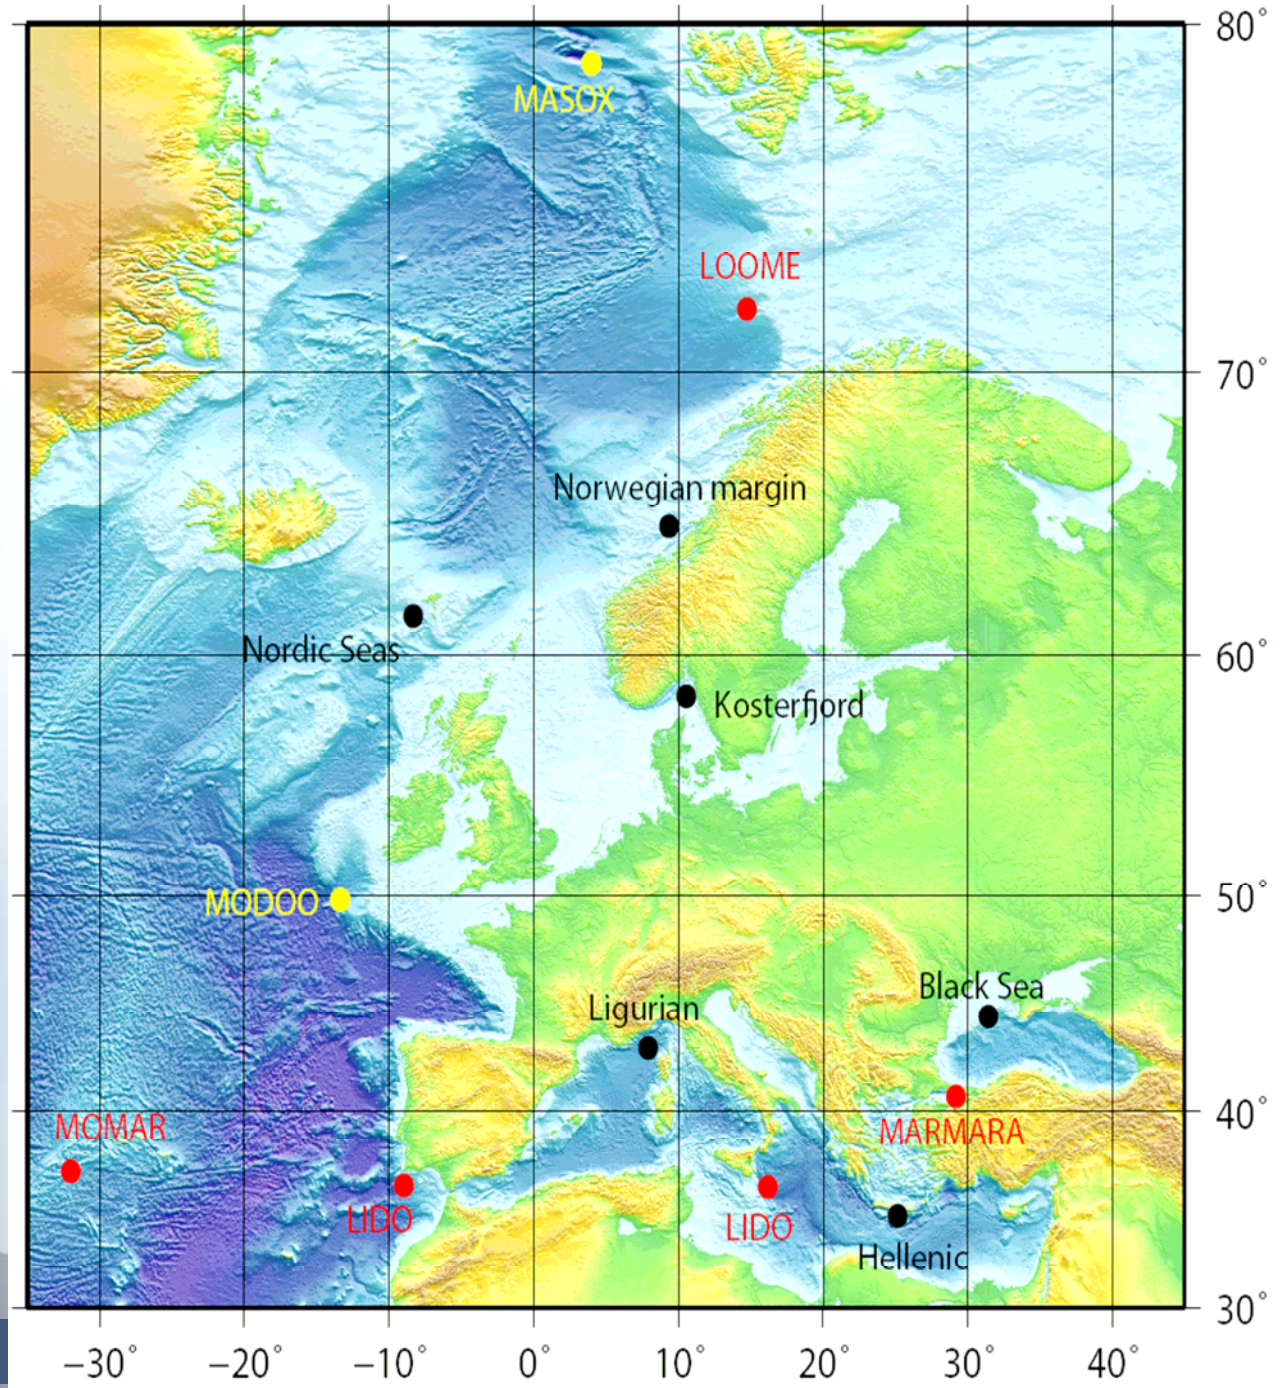 80°
MASOX
LOOME
70°
Norwegian margin
Nordic Seas
60°
Kosterfjord
MODOO
50°
Black Sea
Ligurian
MOMAR
40°
MARMARA
LIDO
LIDO
Hellenic
30°
−30° −20° −10° 0° 10° 20° 30° 40°